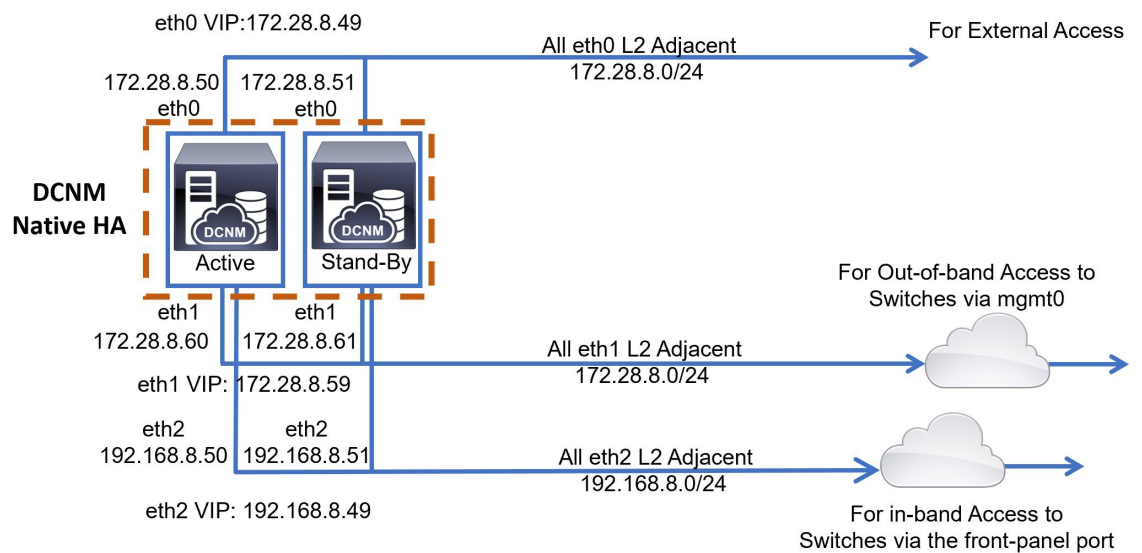 eth0 VIP:172.28.8.49
For External Access
All eth0 L2 Adjacent
172.28.8.0/24
172.28.8.50
172.28.8.51
eth0
eth0
DCNM
Native HA
DCNM
DCNM
Active
Stand-By
For Out-of-band Access to
Switches via mgmt0
eth1
eth1
172.28.8.60
172.28.8.61
All eth1 L2 Adjacent
172.28.8.0/24
eth1 VIP: 172.28.8.59
eth2
eth2
192.168.8.50
192.168.8.51
All eth2 L2 Adjacent
192.168.8.0/24
eth2 VIP: 192.168.8.49
For in-band Access to
Switches via the front-panel port